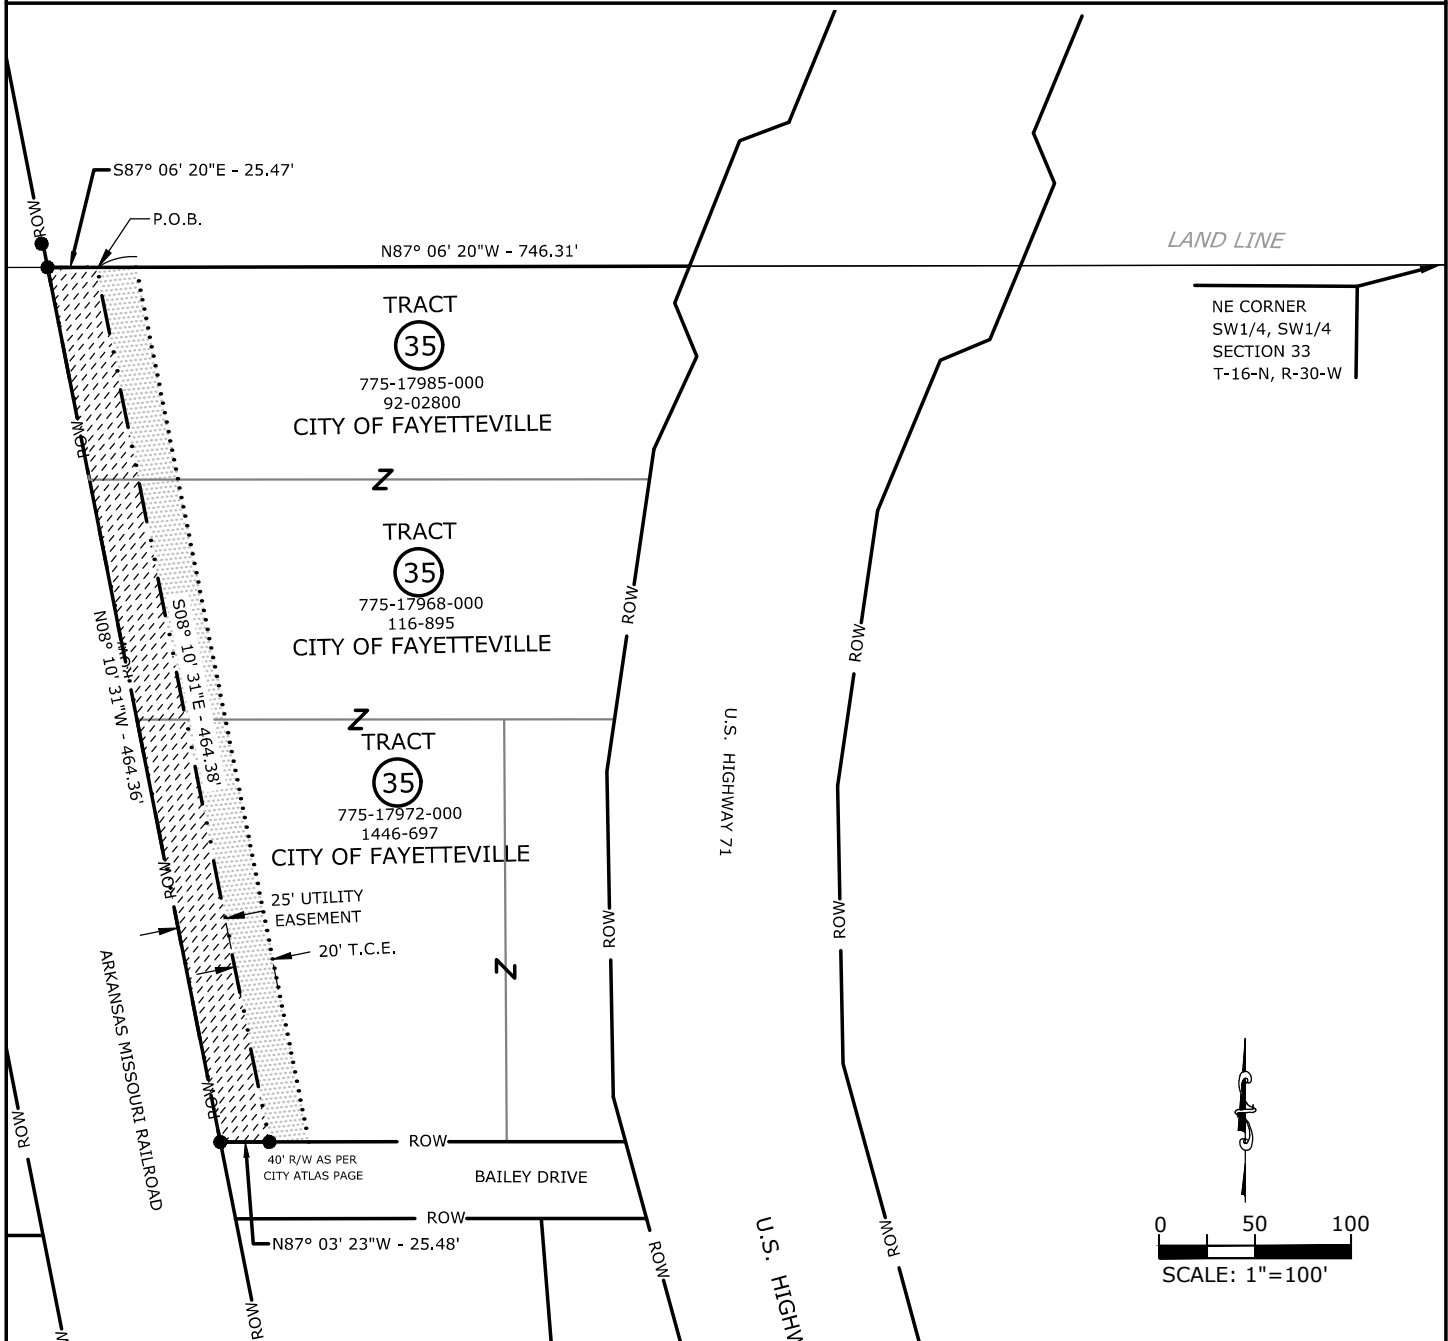 S87° 06' 20"E - 25.47'
P.O.B.
ROW
N87° 06' 20"W - 746.31'
LAND LINE
NE CORNER
SW1/4, SW1/4
SECTION 33
T-16-N, R-30-W
TRACT
35
775-17985-000
92-02800
CITY OF FAYETTEVILLE
ROW
Z
TRACT
35
775-17968-000
116-895
CITY OF FAYETTEVILLE
ROW
ROW
ROW
N08° 10' 31"W - 464.36'
S08° 10' 31"E - 464.38'
Z
TRACT
35
775-17972-000
1446-697
CITY OF FAYETTEVILLE
U.S. HIGHWAY 71
ROW
25' UTILITY
EASEMENT
20' T.C.E.
ROW
ROW
Z
ARKANSAS MISSOURI RAILROAD
ROW
ROW
ROW
40' R/W AS PER
CITY ATLAS PAGE
BAILEY DRIVE
ROW
N87° 03' 23"W - 25.48'
ROW
ROW
ROW
U.S. HIGHW
0 50 100
SCALE: 1"=100'